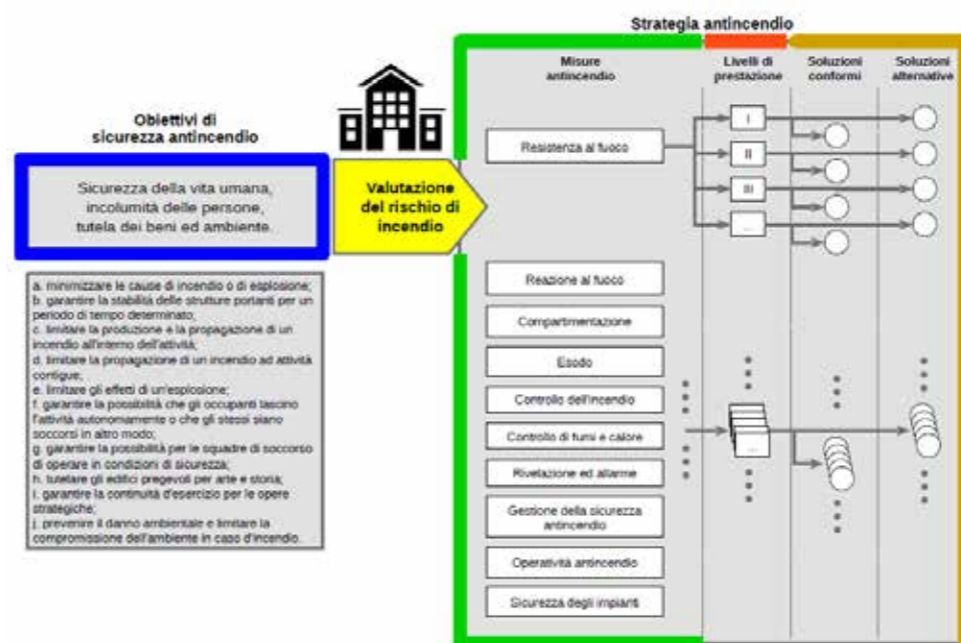 Strategia antincendio
Obiettivi di
sicurezza antincendio
Sicurezza della vita umana,
incolumità delle persone,
tutela dei beni ed ambiente.
a. minimizzare le cause di incendio o di esplosione;
b. garantire la stabilità delle strutture portanti per un
periodo di tempo determinato;
c. limitare la produzione e la propagazione di un
incendio all'interno dell'attività;
d. limitare la propagazione di un incendio ad attività
contigue;
e. limitare gli effetti di un'esplosione;
f. garantire la possibilità che gli occupanti lascino
l'attività autonomamente o che gli stessi siano
soccorsi in altro modo;
g. garantire la possibilità per le squadre di soccorso
di operare in condizioni di sicurezza;
h. tutelare gli edifici pregevoli per arte e storia;
i. garantire la continuità d'esercizio per le opere
strategiche;
j. prevenire il danno ambientale e limitare la
compromissione dell'ambiente in caso d'incendio.
Valutazione
del rischio di
incendio
Misure
antincendio
Livelli di
prestazione
Soluzioni
conformi
Soluzioni
alternative
Resistenza al fuoco
I
II
III
...
Reazione al fuoco
Compartimentazione
Esodo
Controllo dell'incendio
Controllo di fumi e calore
Rivelazione ed allarme
Gestione della sicurezza
antincendio
Operatività antincendio
Sicurezza degli impianti
...